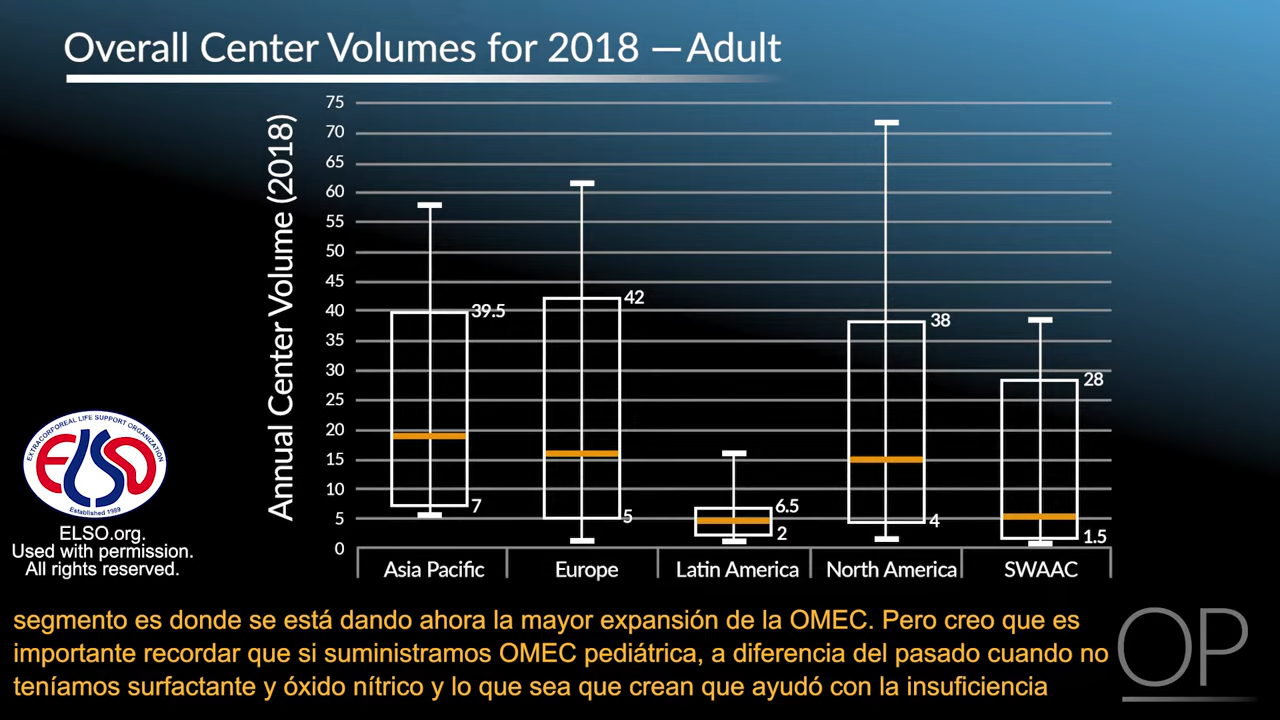 Overall Center Volumes for 2018 — Adult
Annual Center Volume (2018)
75
70
65
60
55
50
45
40
35
30
25
20
15
10
5
0
39.5
7
42
5
6.5
2
38
4
28
1.5
Asia Pacific
Europe
Latin America
North America
SWAAC
EXTRACORPOREAL LIFE SUPPORT ORGANIZATION
ELSO
Established 1989
ELSO.org.
Used with permission.
All rights reserved.
segmento es donde se está dando ahora la mayor expansión de la OMEC. Pero creo que es
importante recordar que si suministramos OMEC pediátrica, a diferencia del pasado cuando no
teníamos surfactante y óxido nítrico y lo que sea que crean que ayudó con la insuficiencia
OP